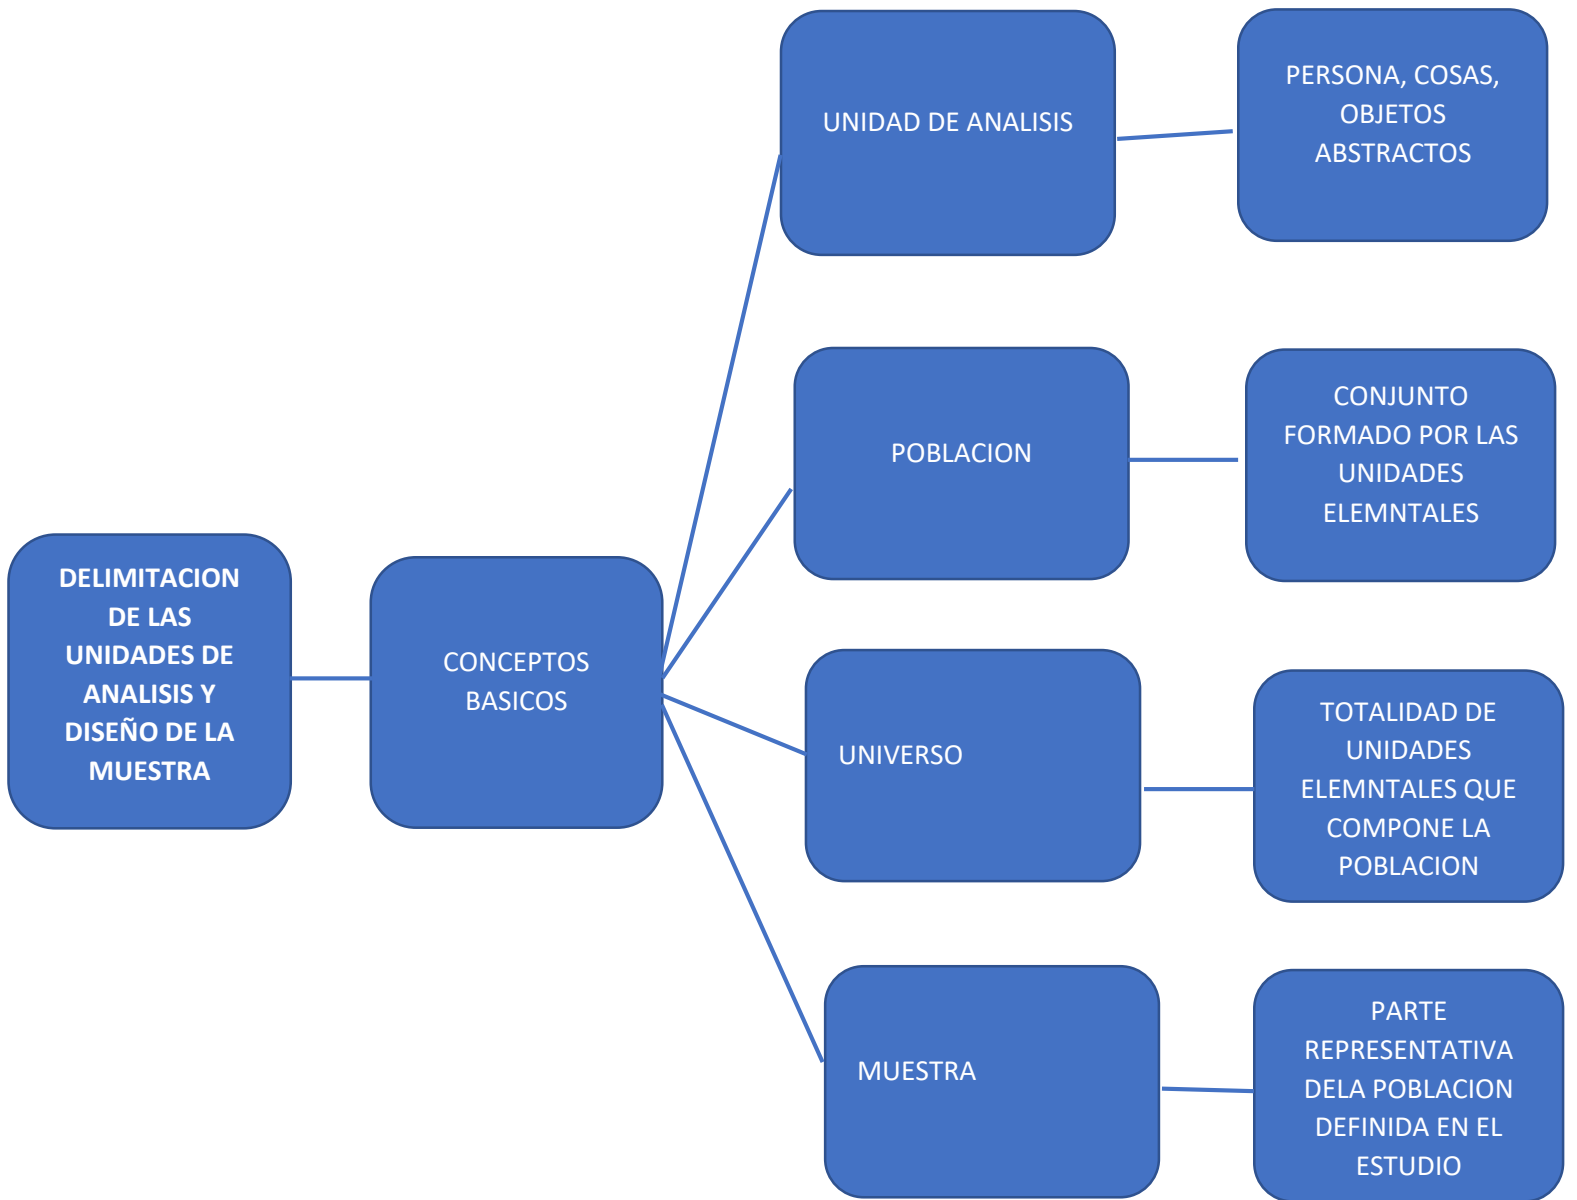 DELIMITACION
DE LAS
UNIDADES DE
ANALISIS Y
DISEÑO DE LA
MUESTRA
CONCEPTOS
BASICOS
UNIDAD DE ANALISIS
PERSONA, COSAS,
OBJETOS
ABSTRACTOS
POBLACION
CONJUNTO
FORMADO POR LAS
UNIDADES
ELEMNTALES
UNIVERSO
TOTALIDAD DE
UNIDADES
ELEMNTALES QUE
COMPONE LA
POBLACION
MUESTRA
PARTE
REPRESENTATIVA
DELA POBLACION
DEFINIDA EN EL
ESTUDIO